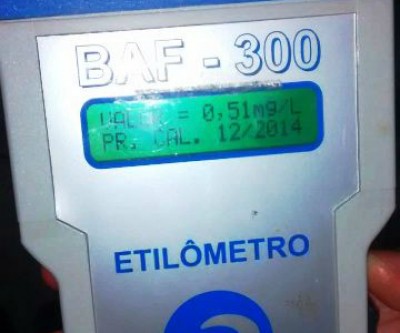 BAF - 300
VALOR = 0,51mg/L
PR. CAL. 12/2014
ETILÔMETRO